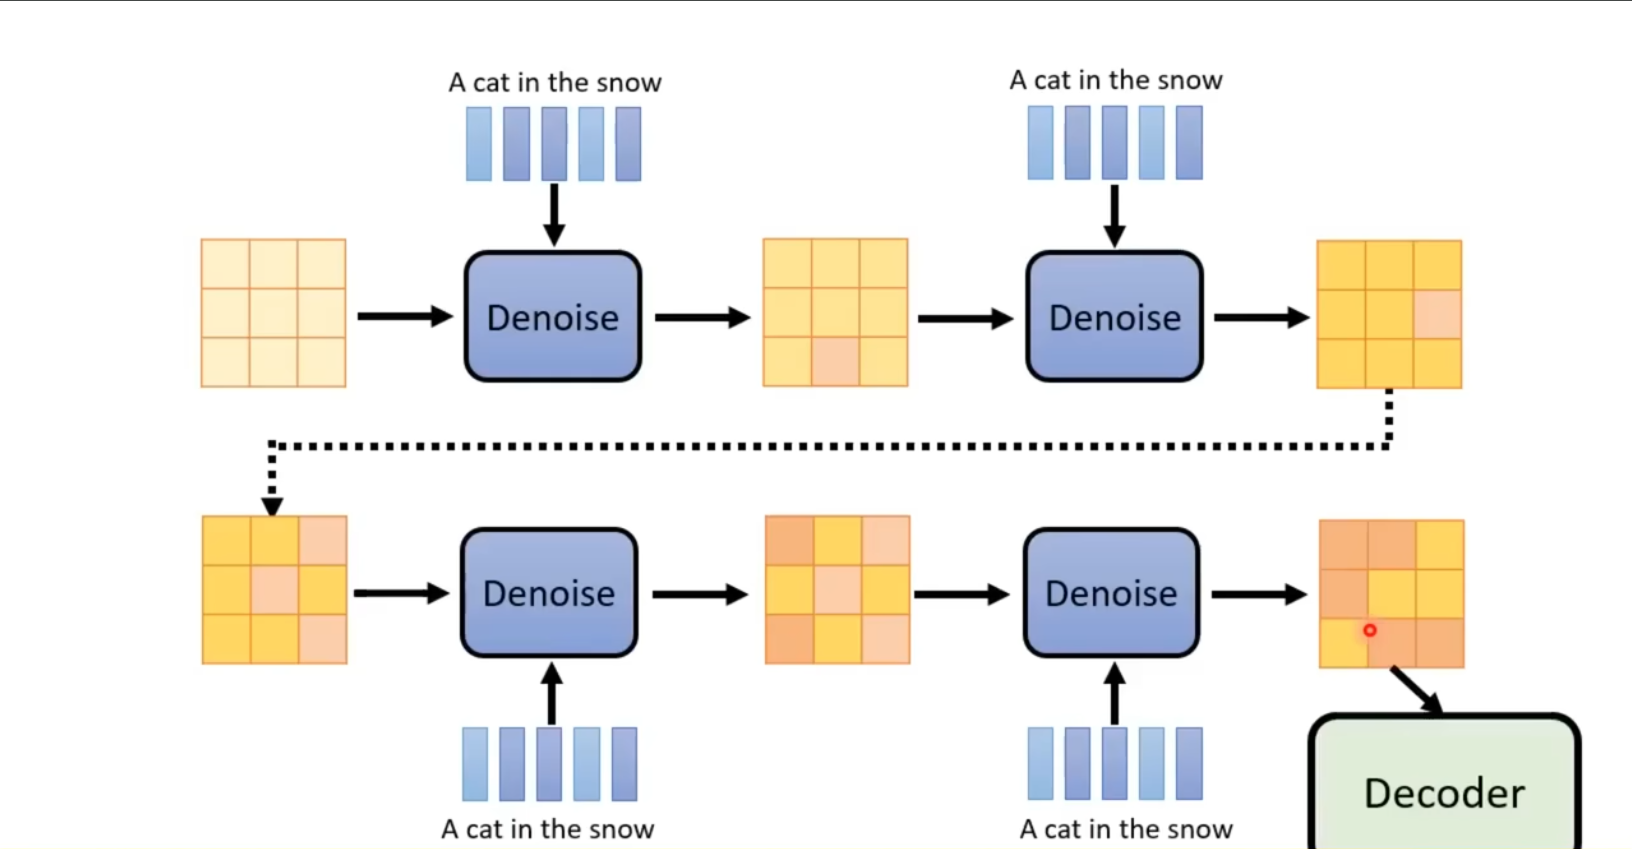 A cat in the snow
A cat in the snow
Denoise
Denoise
Denoise
Denoise
A cat in the snow
A cat in the snow
Decoder